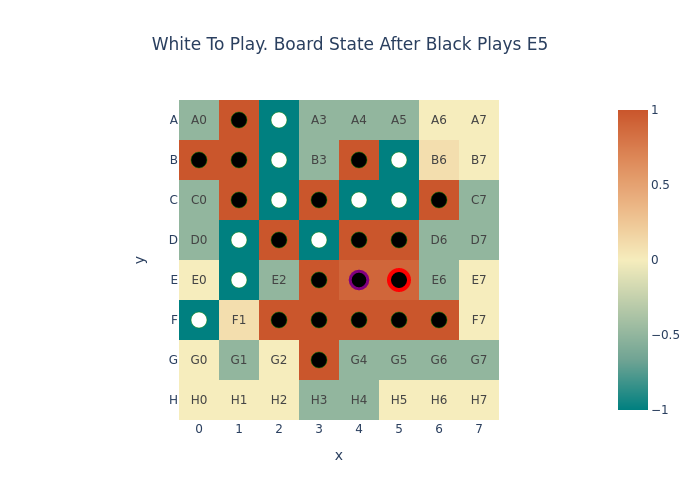 White To Play. Board State After Black Plays E5
A A0 A3 A4 A5 A6 A7
B B3 B6 B7
C C0 C7
D D0 D6 D7
E E0 E2 E6 E7
F F1 F7
G G0 G1 G2 G4 G5 G6 G7
H H0 H1 H2 H3 H4 H5 H6 H7
0 1 2 3 4 5 6 7
x
y
1
0.5
0
−0.5
−1